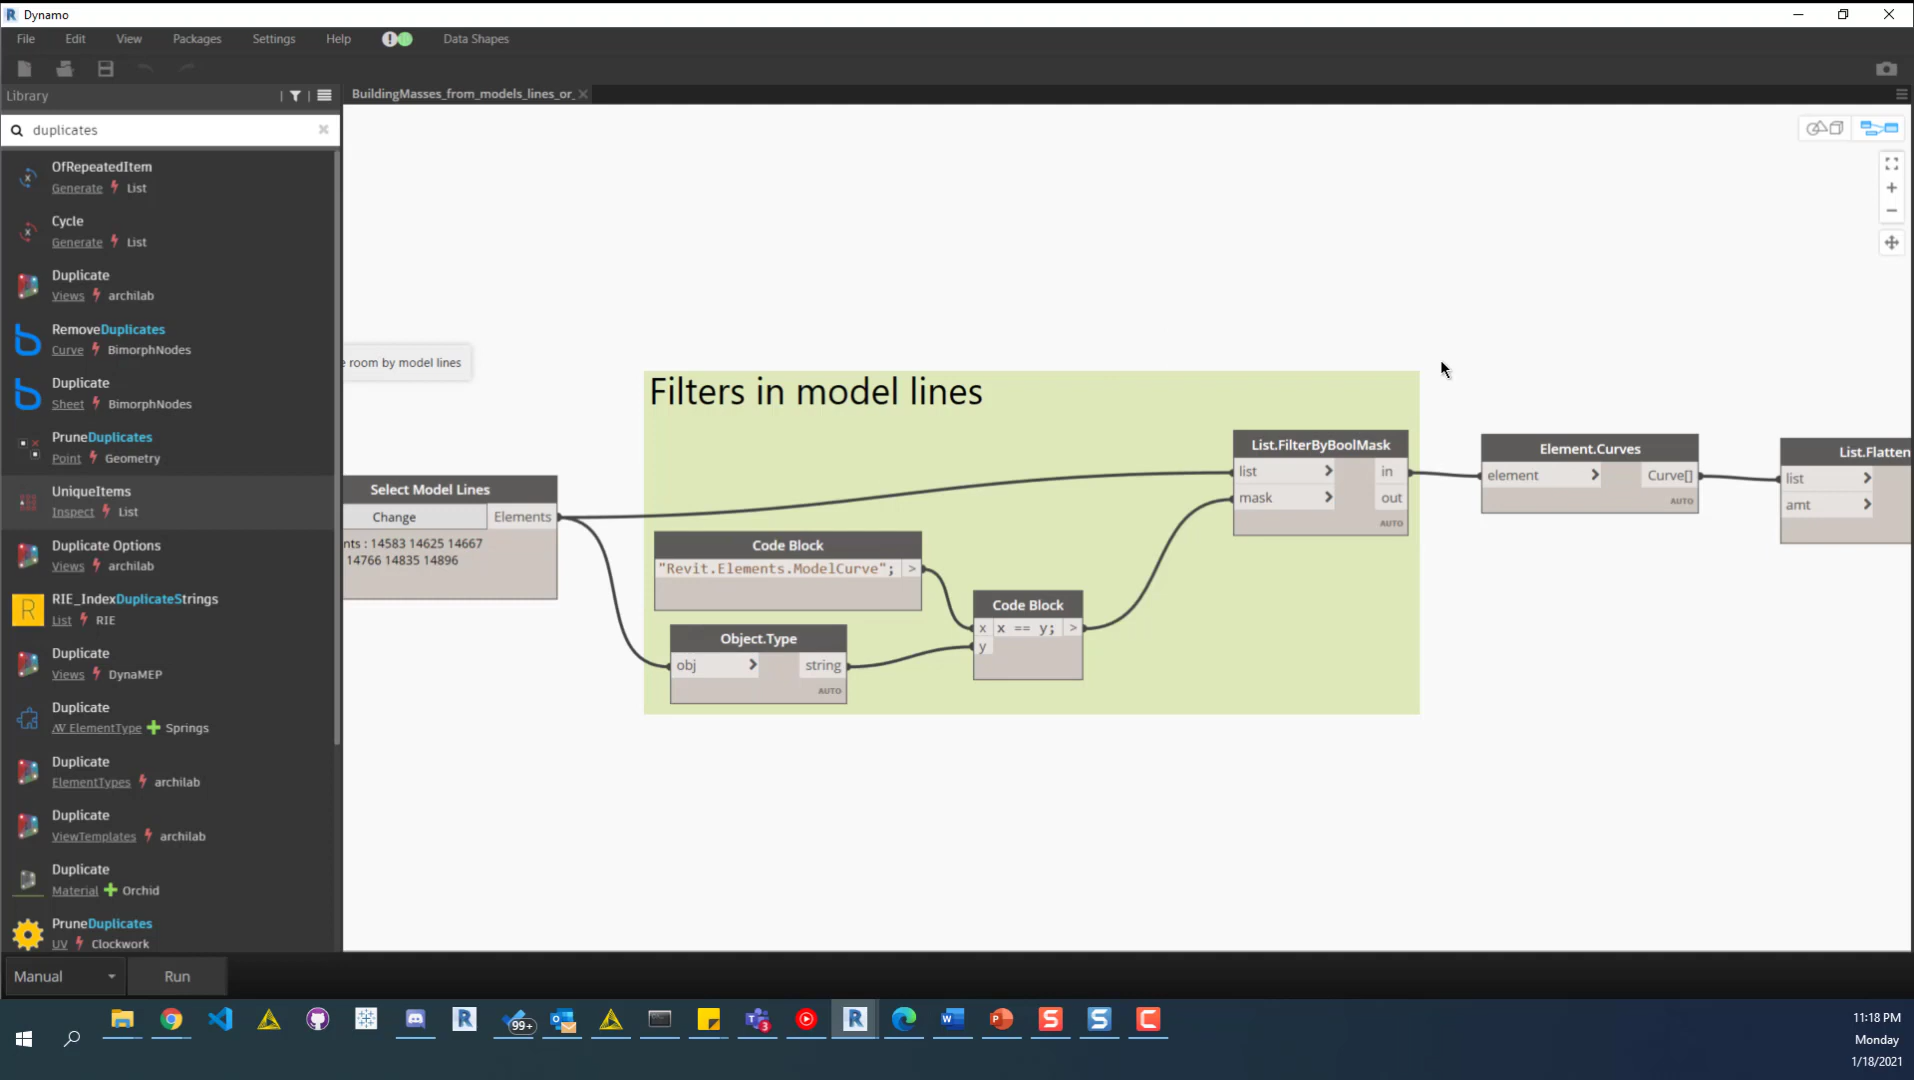 Dynamo
File Edit View Packages Settings Help Data Shapes
Library
BuildingMasses_from_models_lines_or_
duplicates
OfRepeatedItem
Generate List
Cycle
Generate List
Duplicate
Views archilab
RemoveDuplicates
Curve BimorphNodes
Duplicate
Sheet BimorphNodes
PruneDuplicates
Point Geometry
UniqueItems
Inspect List
Duplicate Options
Views archilab
RIE_IndexDuplicateStrings
List RIE
Duplicate
Views DynaMEP
Duplicate
ElementType Springs
Duplicate
ElementTypes archilab
Duplicate
ViewTemplates archilab
Duplicate
Material Orchid
PruneDuplicates
UV Clockwork
Manual Run
e room by model lines
Filters in model lines
Select Model Lines
Change Elements
nts : 14583 14625 14667
14766 14835 14896
Code Block
"Revit.Elements.ModelCurve"; >
Object.Type
obj > string
AUTO
Code Block
x x == y; >
y
List.FilterByBoolMask
list > in
mask > out
AUTO
Element.Curves
element > Curve[]
AUTO
List.Flatten
list >
amt >
99+
3
11:18 PM
Monday
1/18/2021